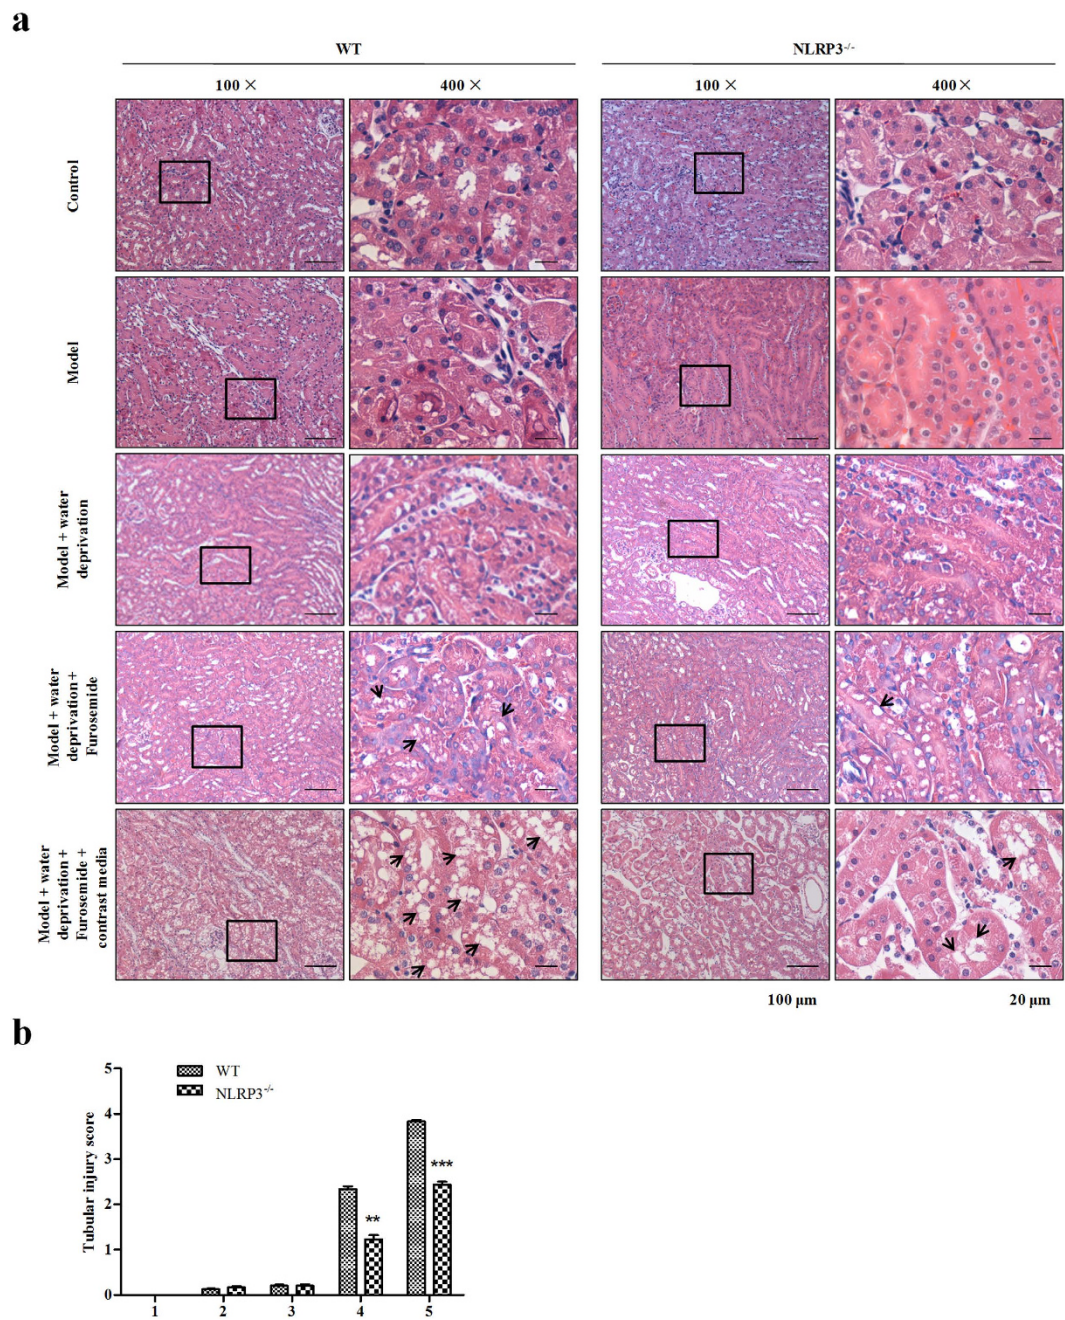 a
WT
NLRP3-/-
100 ×
400 ×
100 ×
400 ×
Control
Model
Model + water
deprivation
Model + water
deprivation +
Furosemide
Model + water
deprivation +
Furosemide +
contrast media
100 μm
20 μm
b
Tubular injury score
5
4
3
2
1
0
WT
NLRP3-/-
**
***
1
2
3
4
5